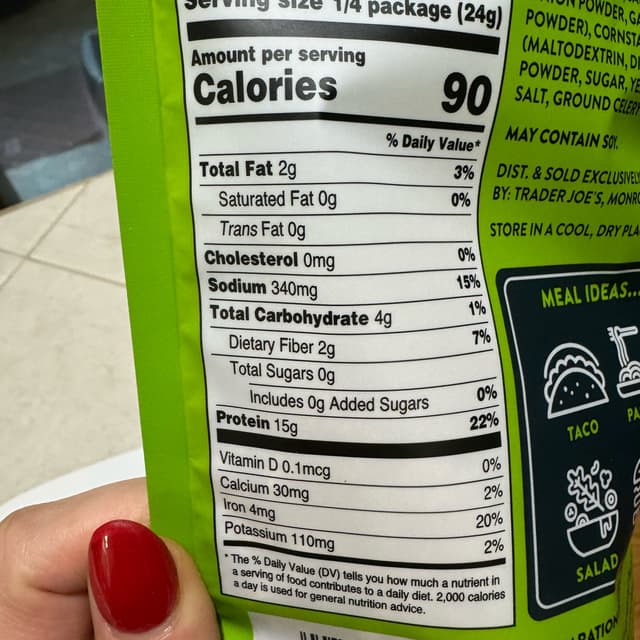 Serving size 1/4 package (24g)
Amount per serving
Calories 90
% Daily Value*
Total Fat 2g 3%
Saturated Fat 0g 0%
Trans Fat 0g
Cholesterol 0mg 0%
Sodium 340mg 15%
Total Carbohydrate 4g 1%
Dietary Fiber 2g 7%
Total Sugars 0g
Includes 0g Added Sugars 0%
Protein 15g 22%
Vitamin D 0.1mcg 0%
Calcium 30mg 2%
Iron 4mg 20%
Potassium 110mg 2%
* The % Daily Value (DV) tells you how much a nutrient in
a serving of food contributes to a daily diet. 2,000 calories
a day is used for general nutrition advice.
POWDER,
POWDER),
(MALTODEXTRIN,
POWDER, SUGAR,
SALT, GROUND CELERY
MAY CONTAIN SOY.
DIST. & SOLD EXCLUSIVELY
BY: TRADER JOE'S,
STORE IN A COOL, DRY
MEAL IDEAS...
TACO
SALAD